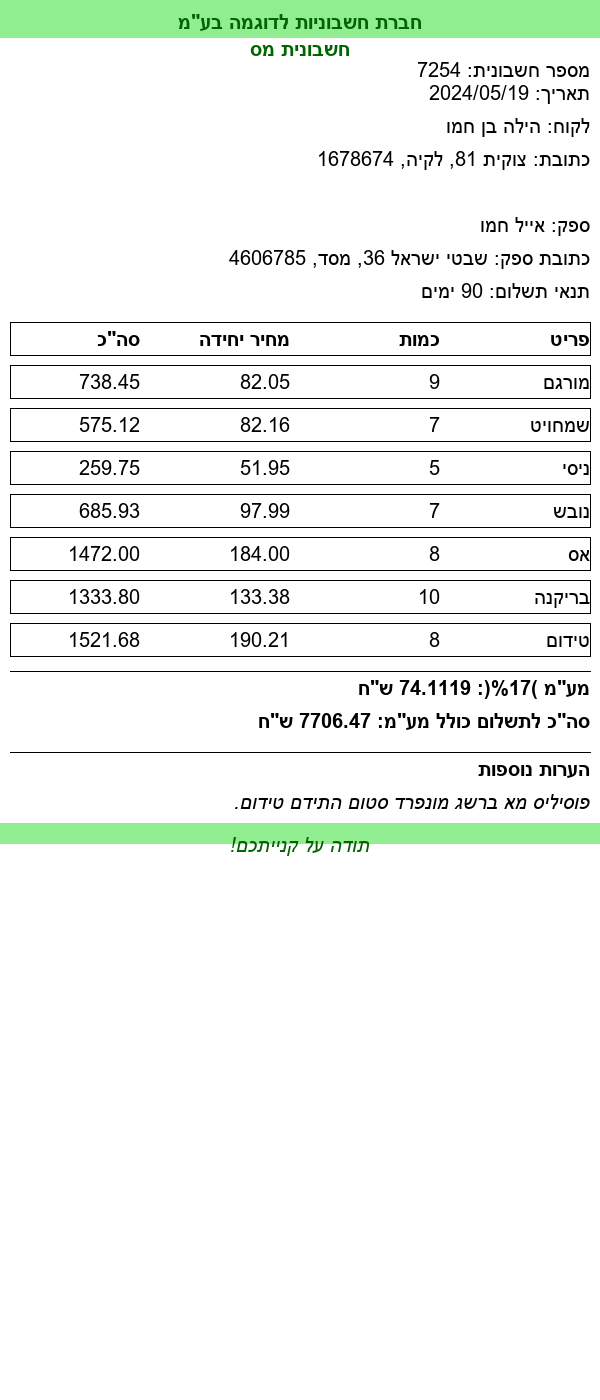 חברת חשבוניות לדוגמה בע"מ
חשבונית מס
מספר חשבונית: 7254
תאריך: 2024/05/19
לקוח: הילה בן חמו
כתובת: צוקית 81, לקיה, 1678674
ספק: אייל חמו
כתובת ספק: שבטי ישראל 36, מסד, 4606785
תנאי תשלום: 90 ימים
פריט כמות מחיר יחידה סה"כ
מורגם 9 82.05 738.45
שמחויט 7 82.16 575.12
ניסי 5 51.95 259.75
נובש 7 97.99 685.93
אס 8 184.00 1472.00
בריקנה 10 133.38 1333.80
טידום 8 190.21 1521.68
מע"מ )17%(: 74.1119 ש"ח
סה"כ לתשלום כולל מע"מ: 7706.47 ש"ח
הערות נוספות
פוסיליס מא ברשג מונפרד סטום התידם טידום.
תודה על קנייתכם!